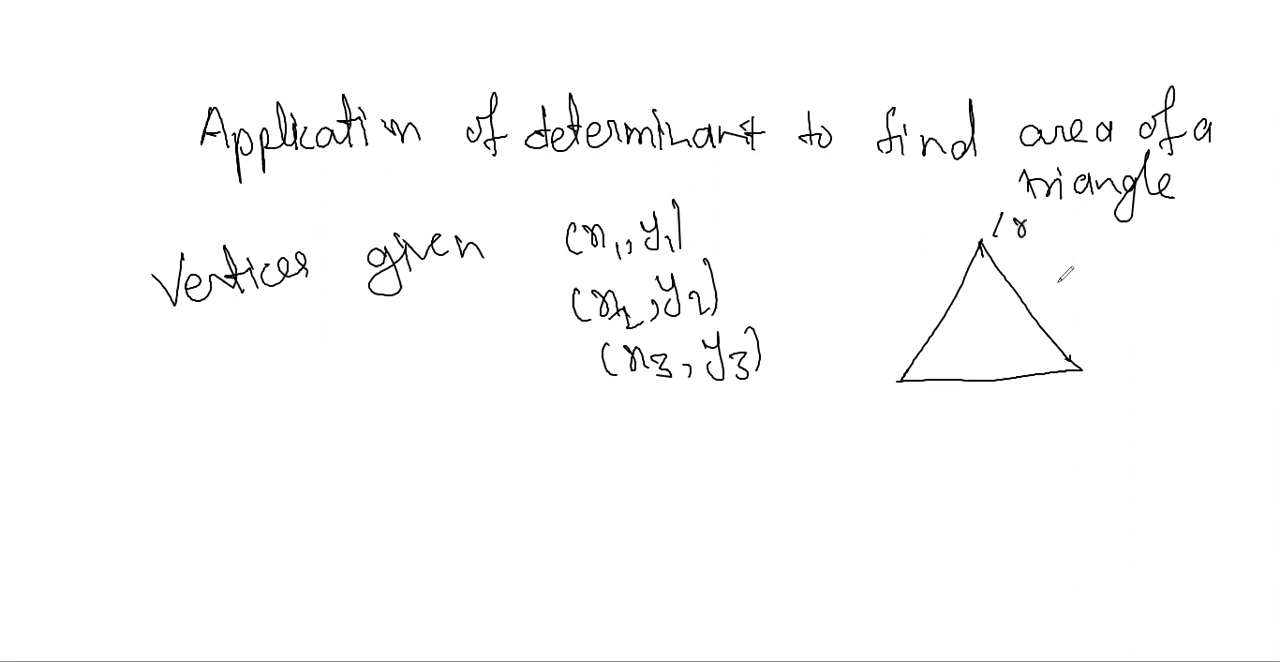 Application of determinant to find area of a
triangle
Vertices given (x₁, y₁)
(x₂, y₂)
(x₃, y₃)
(x